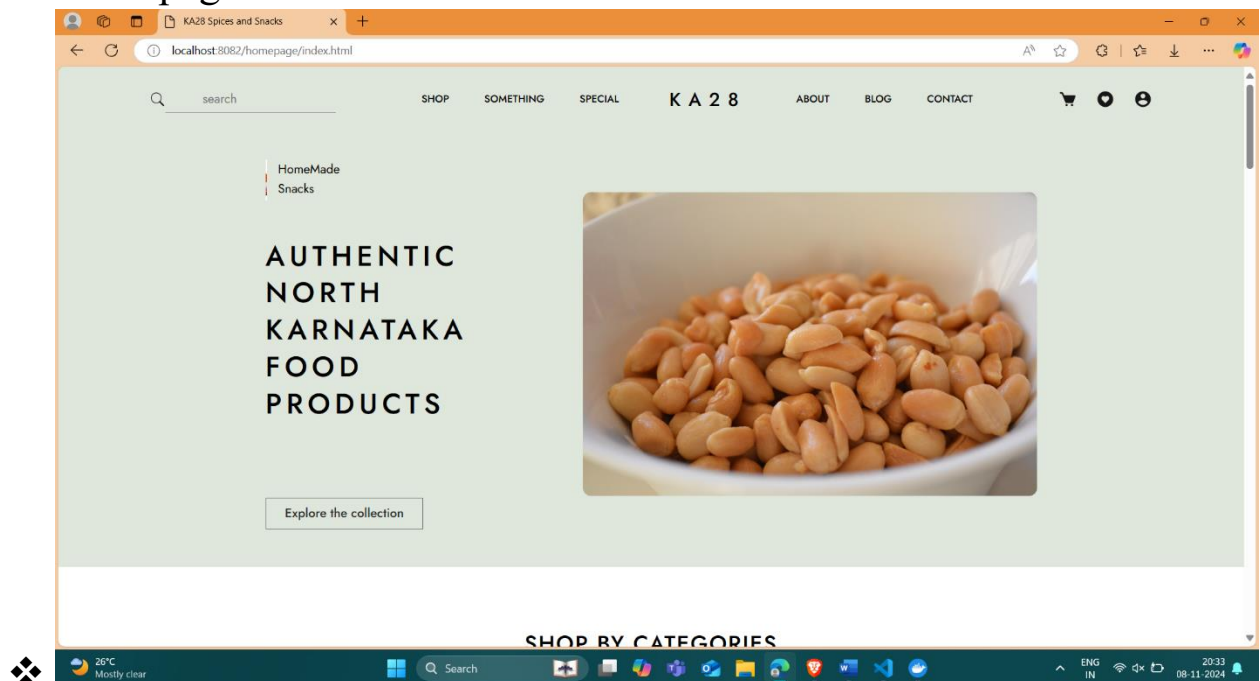 KA28 Spices and Snacks
localhost:8082/homepage/index.html
search
SHOP SOMETHING SPECIAL KA28 ABOUT BLOG CONTACT
HomeMade
Snacks
AUTHENTIC
NORTH
KARNATAKA
FOOD
PRODUCTS
Explore the collection
SHOP BY CATEGORIES
26°C
Mostly clear
Search
ENG
IN
20:33
08-11-2024